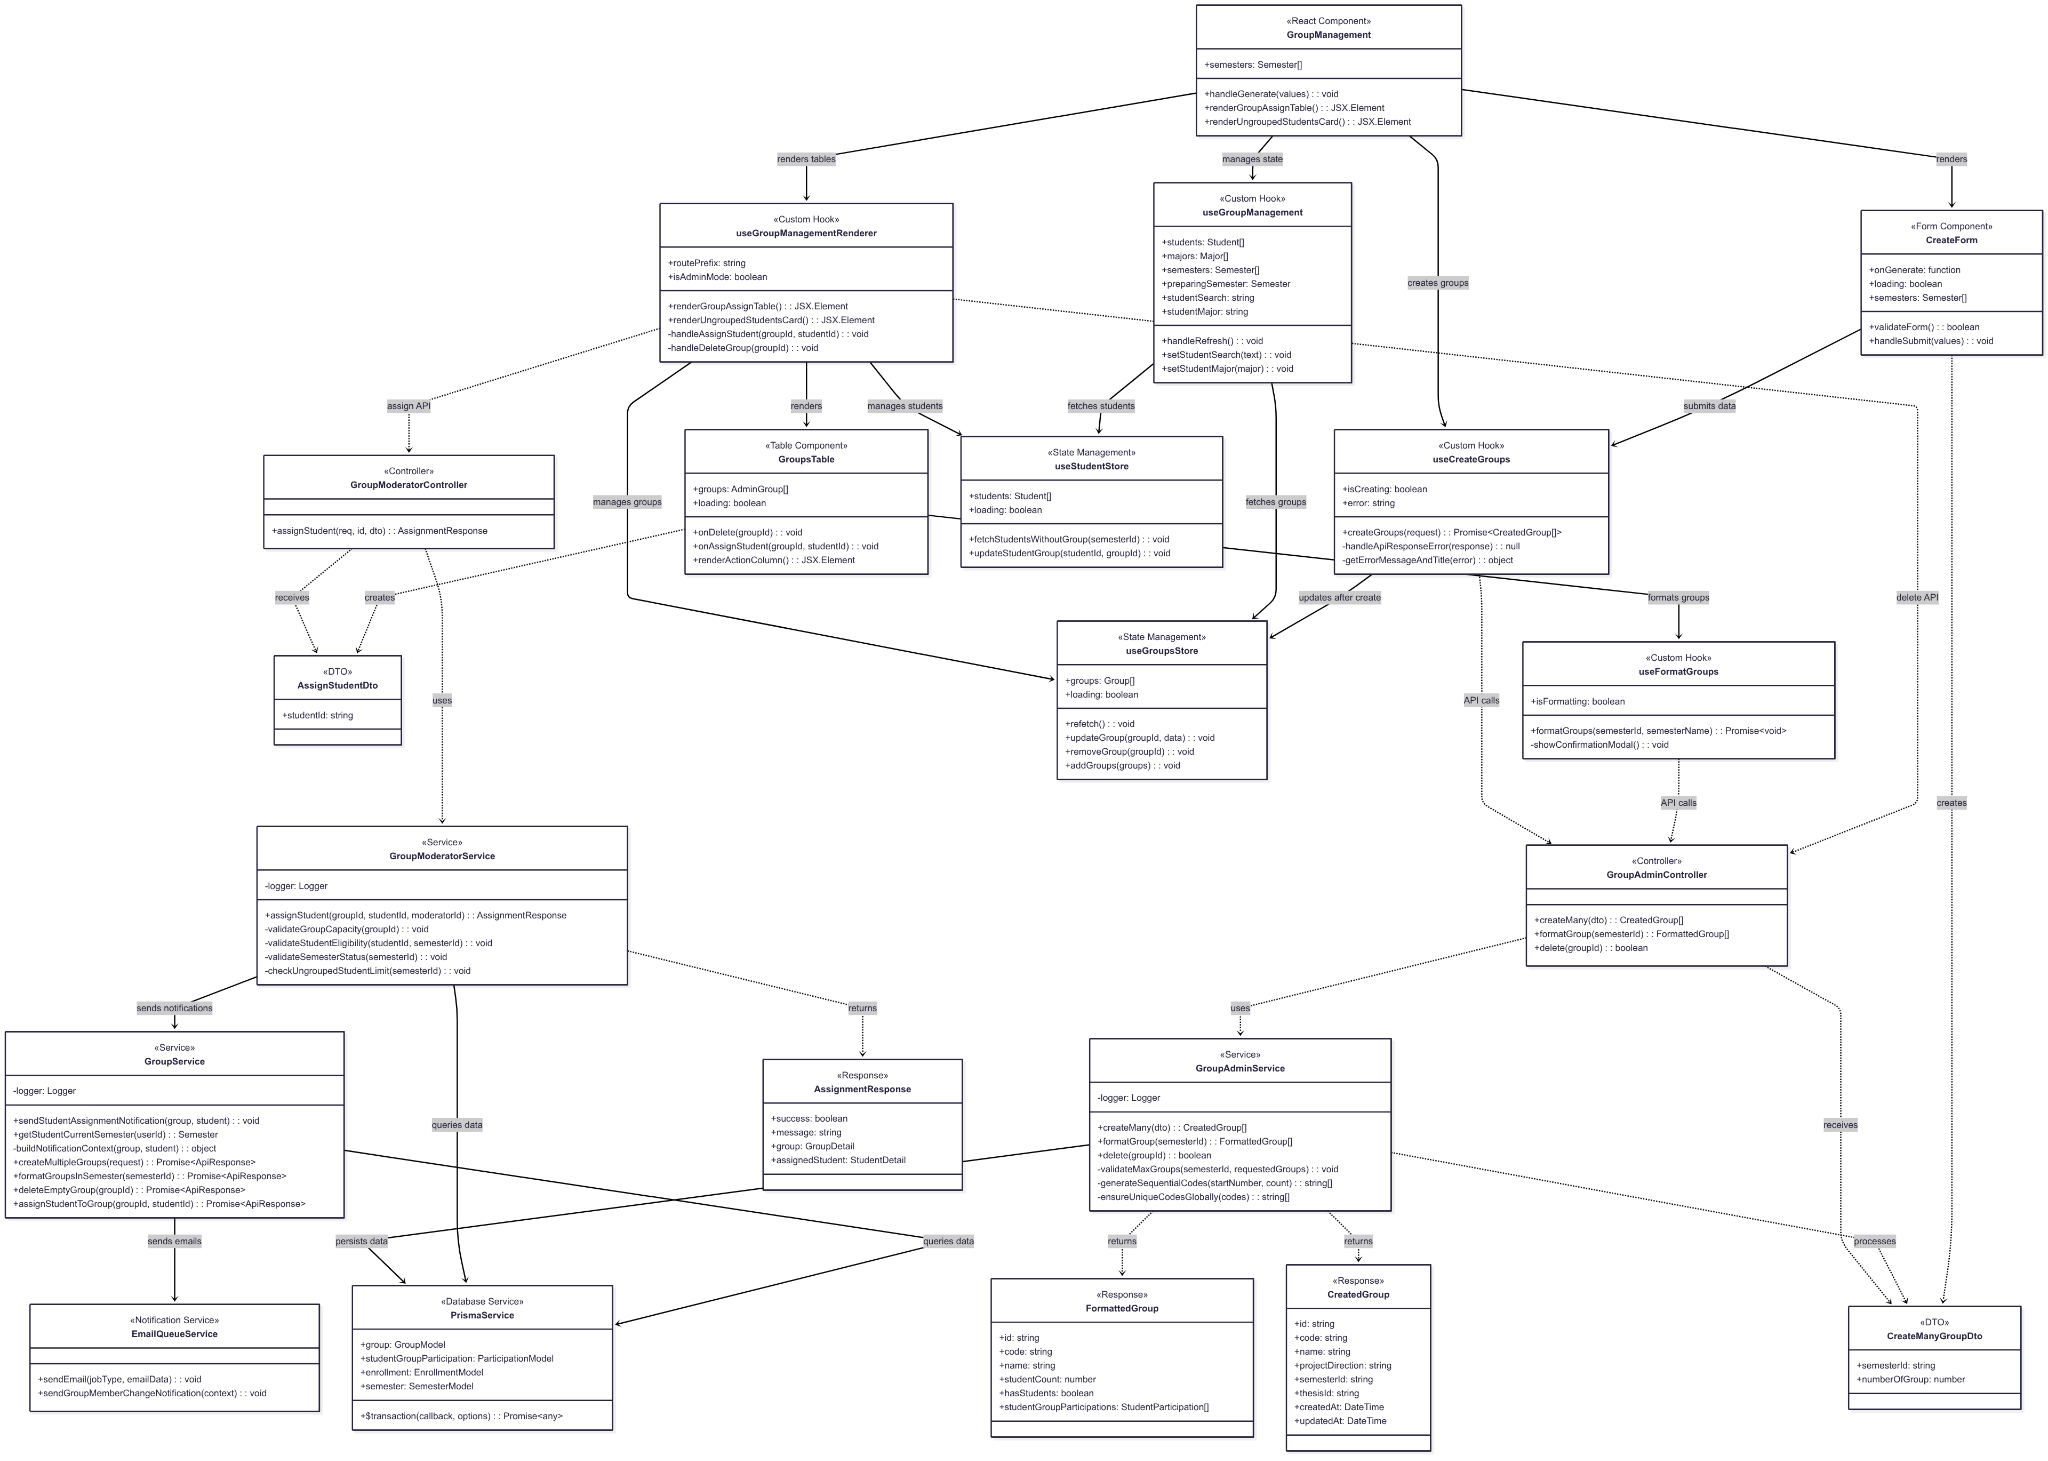 «React Component»
GroupManagement
+semesters: Semester[]
+handleGenerate(values) : : void
+renderGroupAssignTable() : : JSX.Element
+renderUngroupedStudentsCard() : : JSX.Element
renders tables
manages state
renders
«Custom Hook»
useGroupManagementRenderer
+routePrefix: string
+isAdminMode: boolean
+renderGroupAssignTable() : : JSX.Element
+renderUngroupedStudentsCard() : : JSX.Element
-handleAssignStudent(groupId, studentId) : : void
-handleDeleteGroup(groupId) : : void
«Custom Hook»
useGroupManagement
+students: Student[]
+majors: Major[]
+semesters: Semester[]
+preparingSemester: Semester
+studentSearch: string
+studentMajor: string
+handleRefresh() : : void
+setStudentSearch(text) : : void
+setStudentMajor(major) : : void
creates groups
«Form Component»
CreateForm
+onGenerate: function
+loading: boolean
+semesters: Semester[]
+validateForm() : : boolean
+handleSubmit(values) : : void
assign API
renders
manages students
fetches students
submits data
«Controller»
GroupModeratorController
+assignStudent(req, id, dto) : : AssignmentResponse
manages groups
«Table Component»
GroupsTable
+groups: AdminGroup[]
+loading: boolean
+onDelete(groupId) : : void
+onAssignStudent(groupId, studentId) : : void
+renderActionColumn() : : JSX.Element
«State Management»
useStudentStore
+students: Student[]
+loading: boolean
+fetchStudentsWithoutGroup(semesterId) : : void
+updateStudentGroup(studentId, groupId) : : void
fetches groups
«Custom Hook»
useCreateGroups
+isCreating: boolean
+error: string
+createGroups(request) : : Promise<CreatedGroup[]>
-handleApiResponseError(response) : : null
-getErrorMessageAndTitle(error) : : object
receives
creates
updates after create
formats groups
delete API
«DTO»
AssignStudentDto
+studentId: string
uses
«State Management»
useGroupsStore
+groups: Group[]
+loading: boolean
+refetch() : : void
+updateGroup(groupId, data) : : void
+removeGroup(groupId) : : void
+addGroups(groups) : : void
API calls
«Custom Hook»
useFormatGroups
+isFormatting: boolean
+formatGroups(semesterId, semesterName) : : Promise<void>
-showConfirmationModal() : : void
API calls
creates
«Service»
GroupModeratorService
-logger: Logger
+assignStudent(groupId, studentId, moderatorId) : : AssignmentResponse
-validateGroupCapacity(groupId) : : void
-validateStudentEligibility(studentId, semesterId) : : void
-validateSemesterStatus(semesterId) : : void
-checkUngroupedStudentLimit(semesterId) : : void
«Controller»
GroupAdminController
+createMany(dto) : : CreatedGroup[]
+formatGroup(semesterId) : : FormattedGroup[]
+delete(groupId) : : boolean
sends notifications
returns
uses
«Service»
GroupService
-logger: Logger
+sendStudentAssignmentNotification(group, student) : : void
+getStudentCurrentSemester(userId) : : Semester
-buildNotificationContext(group, student) : : object
+createMultipleGroups(request) : : Promise<ApiResponse>
+formatGroupsInSemester(semesterId) : : Promise<ApiResponse>
+deleteEmptyGroup(groupId) : : Promise<ApiResponse>
+assignStudentToGroup(groupId, studentId) : : Promise<ApiResponse>
queries data
«Response»
AssignmentResponse
+success: boolean
+message: string
+group: GroupDetail
+assignedStudent: StudentDetail
«Service»
GroupAdminService
-logger: Logger
+createMany(dto) : : CreatedGroup[]
+formatGroup(semesterId) : : FormattedGroup[]
+delete(groupId) : : boolean
-validateMaxGroups(semesterId, requestedGroups) : : void
-generateSequentialCodes(startNumber, count) : : string[]
-ensureUniqueCodesGlobally(codes) : : string[]
receives
sends emails
persists data
queries data
returns
returns
processes
«Notification Service»
EmailQueueService
+sendEmail(jobType, emailData) : : void
+sendGroupMemberChangeNotification(context) : : void
«Database Service»
PrismaService
+group: GroupModel
+studentGroupParticipation: ParticipationModel
+enrollment: EnrollmentModel
+semester: SemesterModel
+$transaction(callback, options) : : Promise<any>
«Response»
FormattedGroup
+id: string
+code: string
+name: string
+studentCount: number
+hasStudents: boolean
+studentGroupParticipations: StudentParticipation[]
«Response»
CreatedGroup
+id: string
+code: string
+name: string
+projectDirection: string
+semesterId: string
+thesisId: string
+createdAt: DateTime
+updatedAt: DateTime
«DTO»
CreateManyGroupDto
+semesterId: string
+numberOfGroup: number